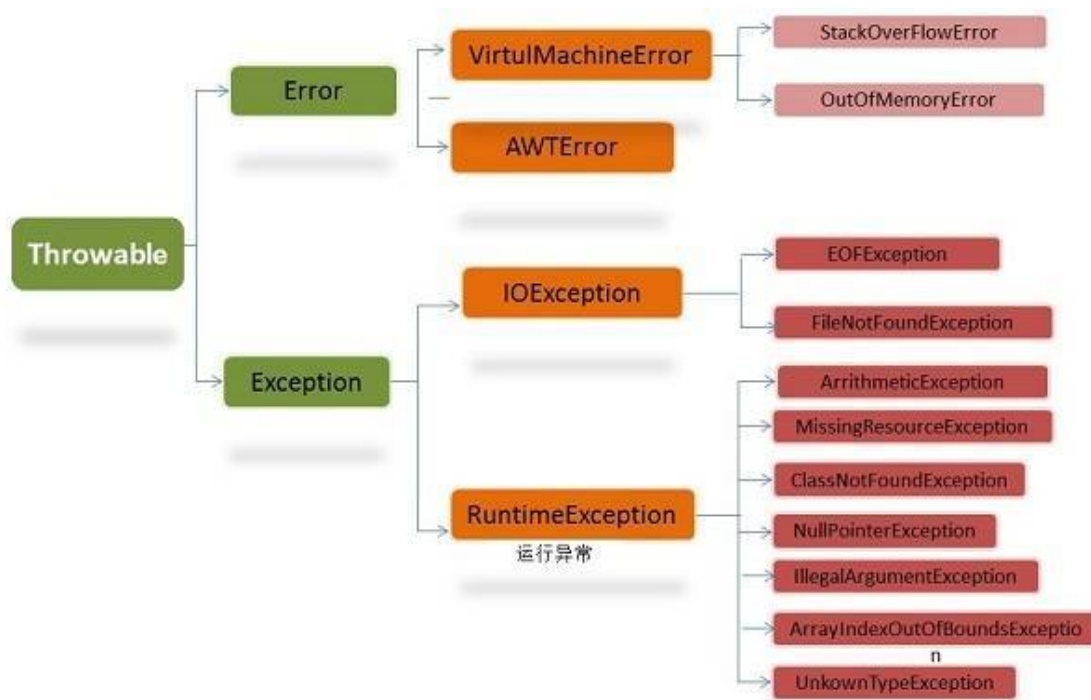 Throwable
Error
VirtulMachineError
StackOverFlowError
OutOfMemoryError
AWTError
Exception
IOException
EOFException
FileNotFoundException
RuntimeException
运行异常
ArrithmeticException
MissingResourceException
ClassNotFoundException
NullPointerException
IllegalArgumentException
ArrayIndexOutOfBoundsExceptio
n
UnkownTypeException